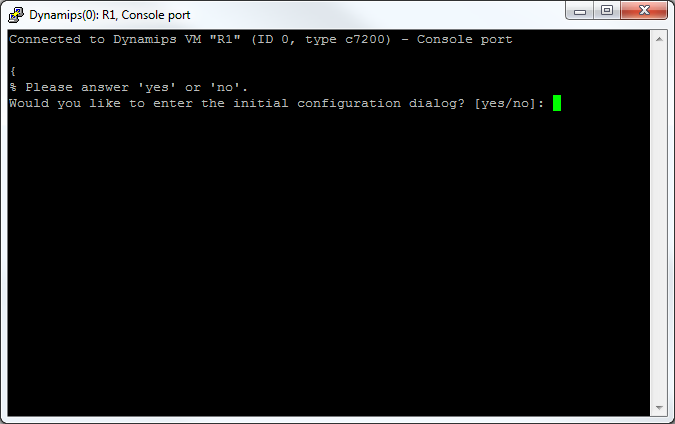 Dynamips(0): R1, Console port
Connected to Dynamips VM "R1" (ID 0, type c7200) - Console port
{
% Please answer 'yes' or 'no'.
Would you like to enter the initial configuration dialog? [yes/no]: